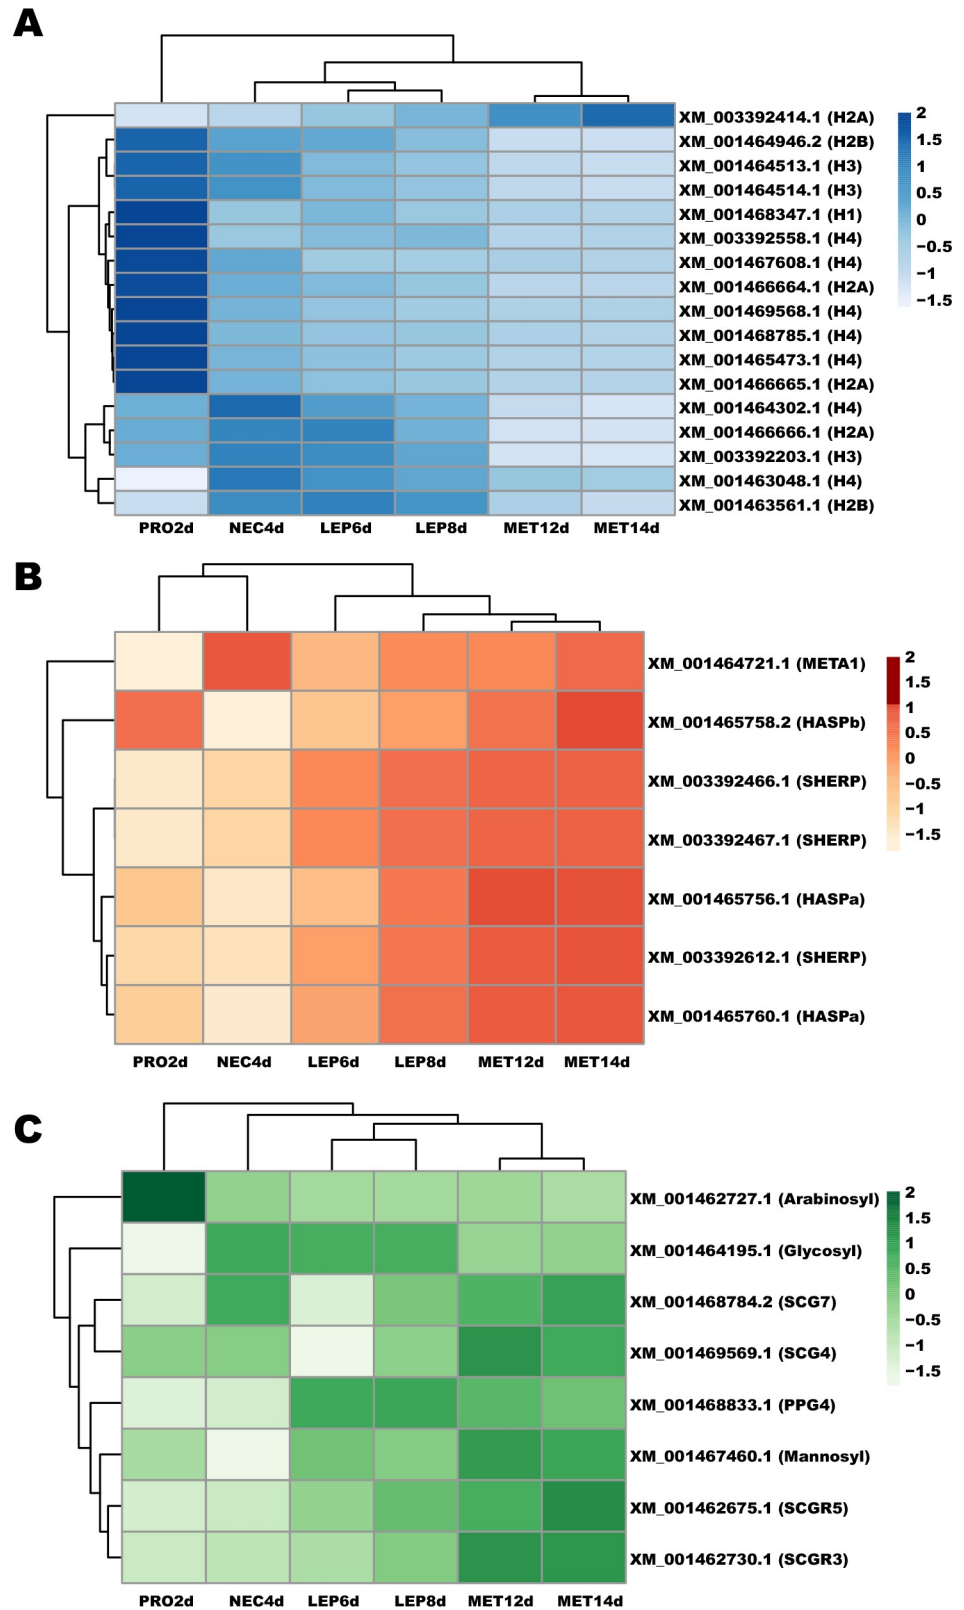 A
XM_003392414.1 (H2A)
XM_001464946.2 (H2B)
XM_001464513.1 (H3)
XM_001464514.1 (H3)
XM_001468347.1 (H1)
XM_003392558.1 (H4)
XM_001467608.1 (H4)
XM_001466664.1 (H2A)
XM_001469568.1 (H4)
XM_001468785.1 (H4)
XM_001465473.1 (H4)
XM_001466665.1 (H2A)
XM_001464302.1 (H4)
XM_001466666.1 (H2A)
XM_003392203.1 (H3)
XM_001463048.1 (H4)
XM_001463561.1 (H2B)
2
1.5
1
0.5
0
−0.5
−1
−1.5
PRO2d NEC4d LEP6d LEP8d MET12d MET14d
B
XM_001464721.1 (META1)
XM_001465758.2 (HASPb)
XM_003392466.1 (SHERP)
XM_003392467.1 (SHERP)
XM_001465756.1 (HASPa)
XM_003392612.1 (SHERP)
XM_001465760.1 (HASPa)
2
1.5
1
0.5
0
−0.5
−1
−1.5
PRO2d NEC4d LEP6d LEP8d MET12d MET14d
C
XM_001462727.1 (Arabinosyl)
XM_001464195.1 (Glycosyl)
XM_001468784.2 (SCG7)
XM_001469569.1 (SCG4)
XM_001468833.1 (PPG4)
XM_001467460.1 (Mannosyl)
XM_001462675.1 (SCGR5)
XM_001462730.1 (SCGR3)
2
1.5
1
0.5
0
−0.5
−1
−1.5
PRO2d NEC4d LEP6d LEP8d MET12d MET14d